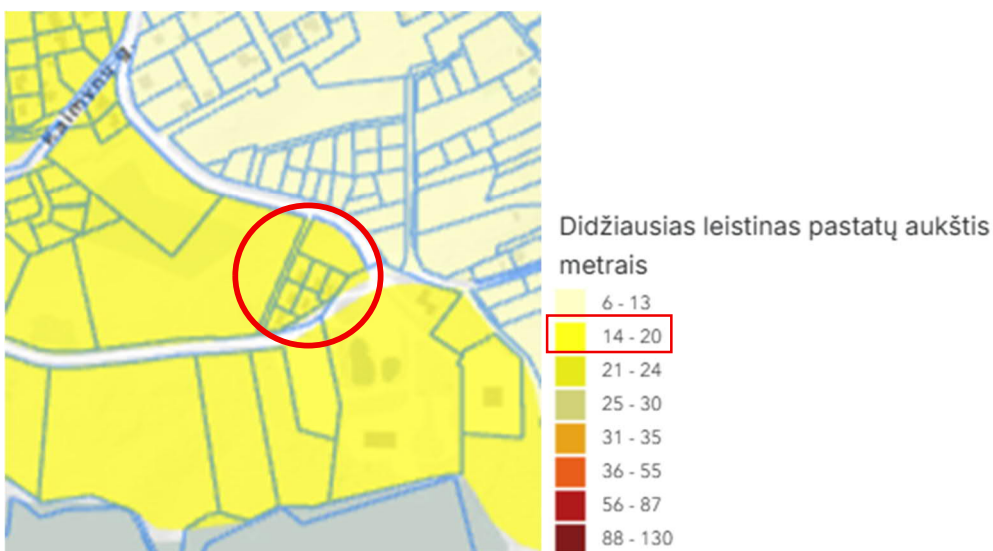 Kaimynų g.
Didžiausias leistinas pastatų aukštis
metrais
6 - 13
14 - 20
21 - 24
25 - 30
31 - 35
36 - 55
56 - 87
88 - 130